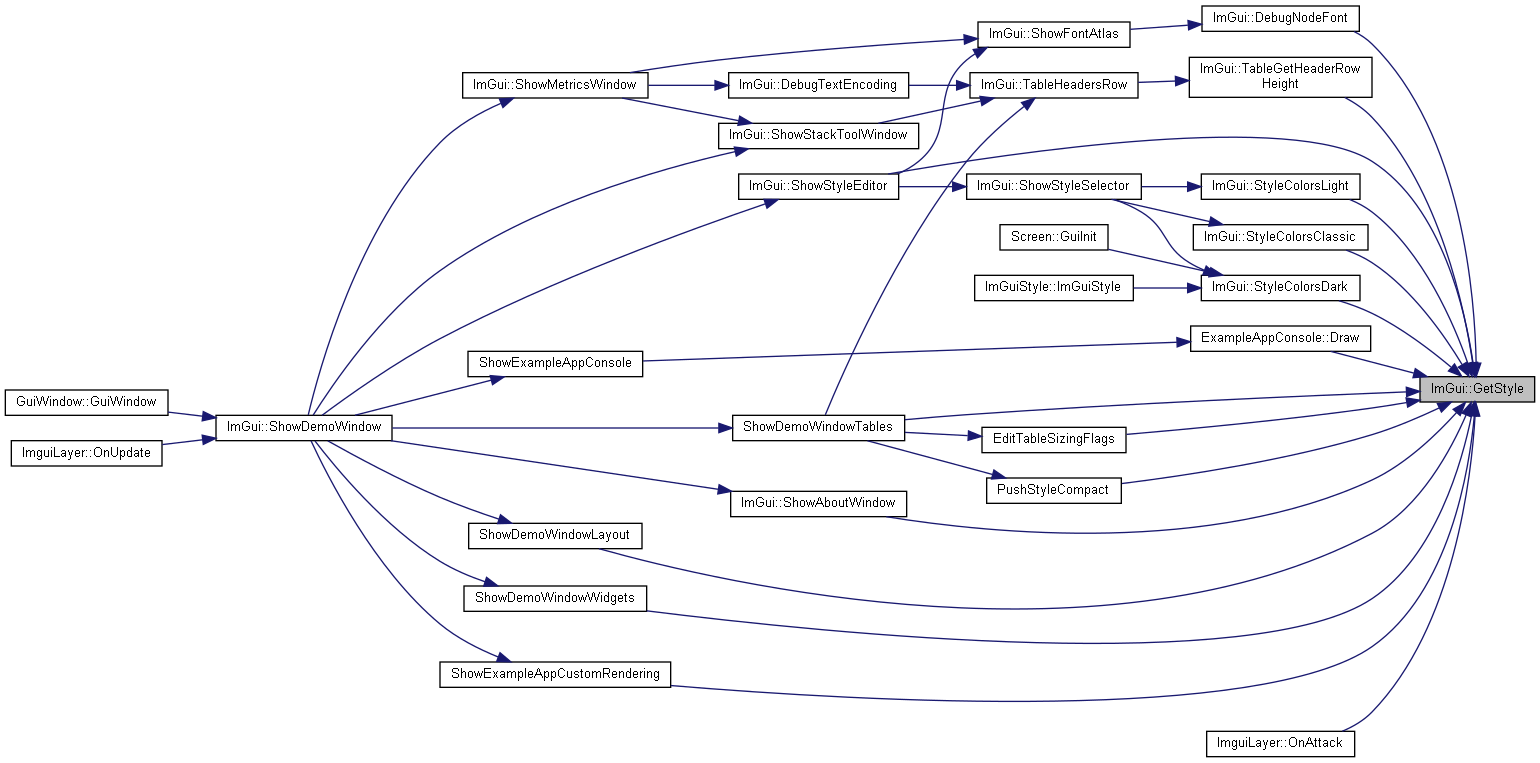 ImGui::DebugNodeFont
ImGui::ShowFontAtlas
ImGui::TableGetHeaderRow
Height
ImGui::ShowMetricsWindow
ImGui::DebugTextEncoding
ImGui::TableHeadersRow
ImGui::ShowStackToolWindow
ImGui::ShowStyleEditor
ImGui::ShowStyleSelector
ImGui::StyleColorsLight
Screen::GuiInit
ImGui::StyleColorsClassic
ImGuiStyle::ImGuiStyle
ImGui::StyleColorsDark
ExampleAppConsole::Draw
ShowExampleAppConsole
ImGui::GetStyle
GuiWindow::GuiWindow
ImGui::ShowDemoWindow
ShowDemoWindowTables
EditTableSizingFlags
ImguiLayer::OnUpdate
PushStyleCompact
ImGui::ShowAboutWindow
ShowDemoWindowLayout
ShowDemoWindowWidgets
ShowExampleAppCustomRendering
ImguiLayer::OnAttack